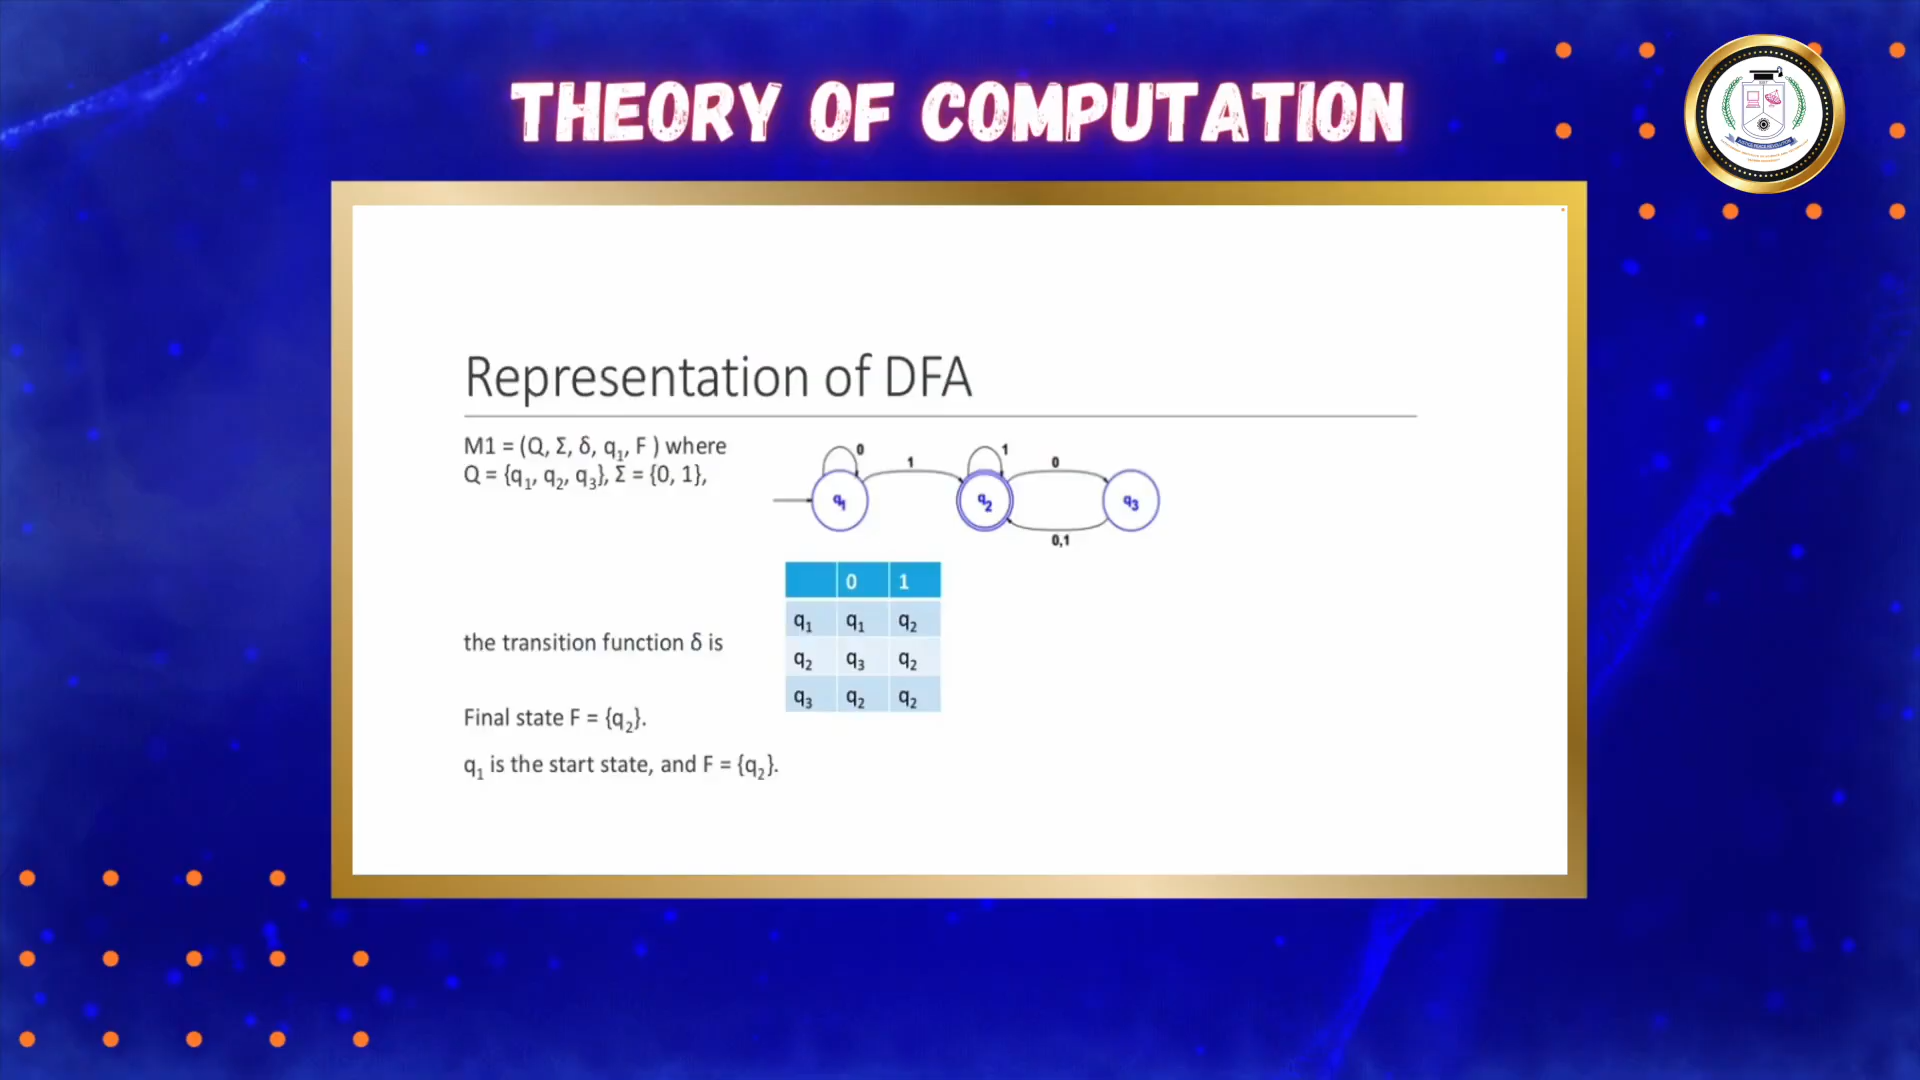 THEORY OF COMPUTATION
Representation of DFA
M1 = (Q, Σ, δ, q₁, F ) where
Q = {q₁, q₂, q₃}, Σ = {0, 1},
0 1 1 0
q₁ q₂ q₃
0,1
0 1
q₁ q₁ q₂
q₂ q₃ q₂
q₃ q₂ q₂
the transition function δ is
Final state F = {q₂}.
q₁ is the start state, and F = {q₂}.